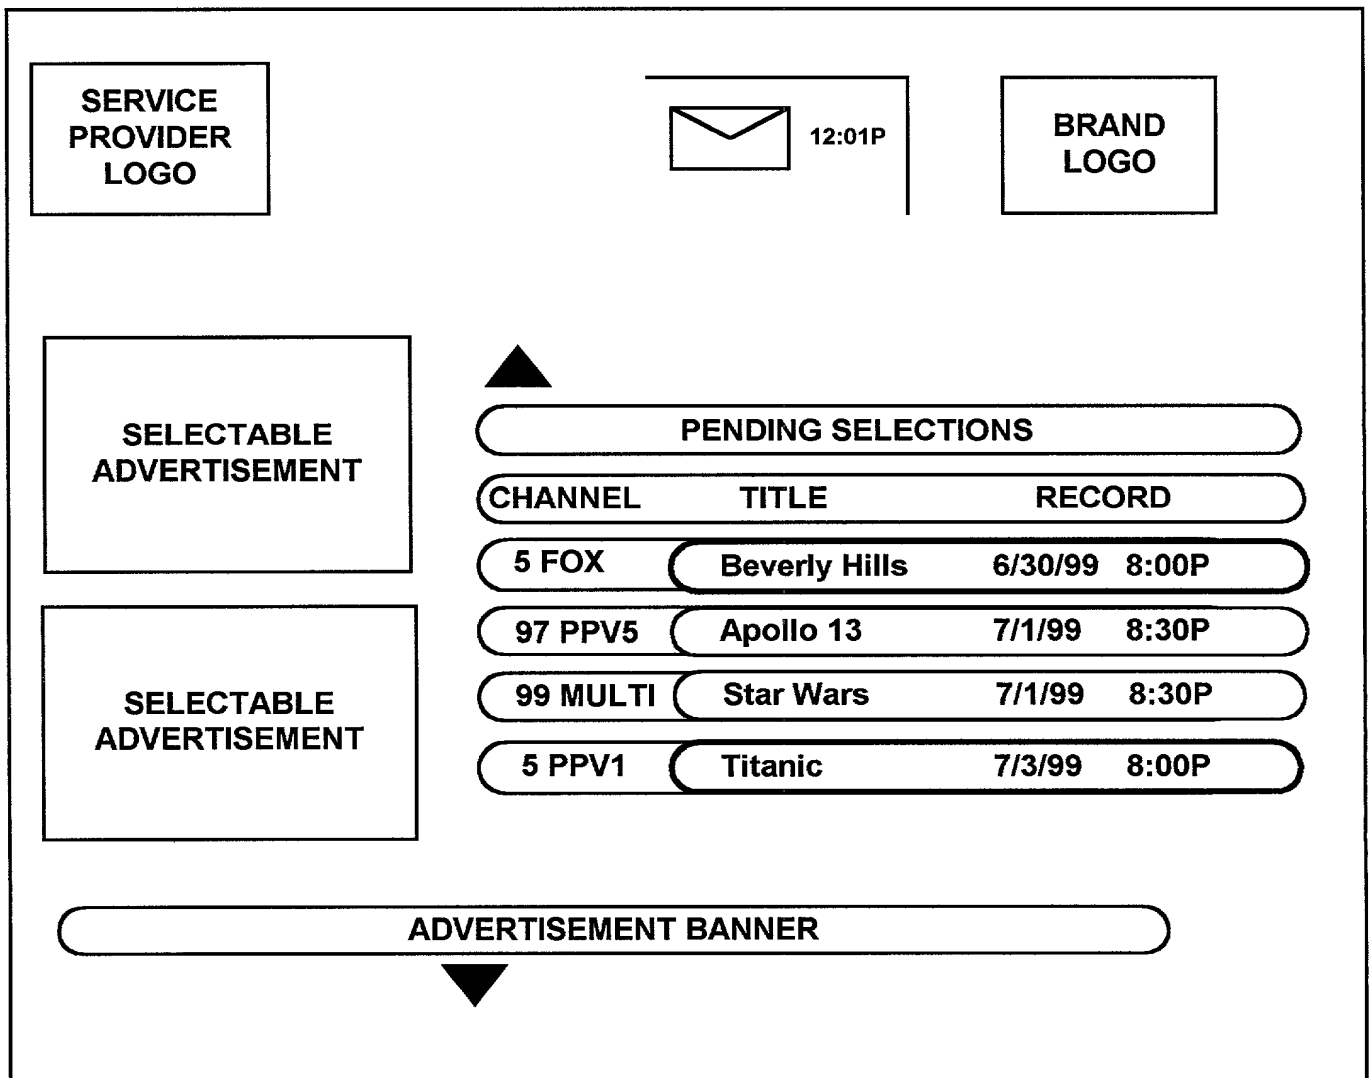 SERVICE
PROVIDER
LOGO
12:01P
BRAND
LOGO
SELECTABLE
ADVERTISEMENT
SELECTABLE
ADVERTISEMENT
PENDING SELECTIONS
CHANNEL TITLE RECORD
5 FOX Beverly Hills 6/30/99 8:00P
97 PPV5 Apollo 13 7/1/99 8:30P
99 MULTI Star Wars 7/1/99 8:30P
5 PPV1 Titanic 7/3/99 8:00P
ADVERTISEMENT BANNER